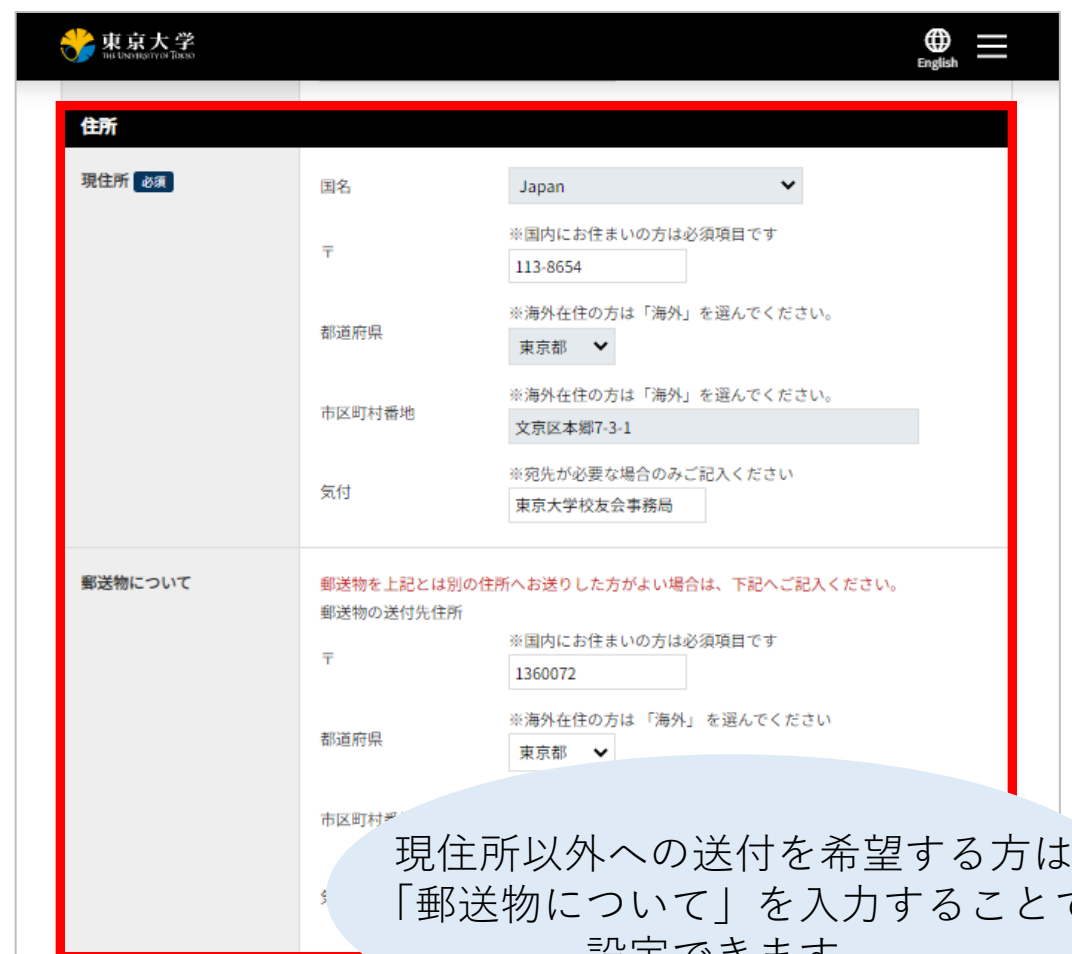 東京大学
THE UNIVERSITY OF TOKYO
English
住所
現住所 必須
国名
Japan
※国内にお住まいの方は必須項目です
〒
113-8654
※海外在住の方は「海外」を選んでください。
都道府県
東京都
※海外在住の方は「海外」を選んでください。
市区町村番地
文京区本郷7-3-1
※宛先が必要な場合のみご記入ください
気付
東京大学校友会事務局
郵送物について
郵送物を上記とは別の住所へお送りした方がよい場合は、下記へご記入ください。
郵送物の送付先住所
※国内にお住まいの方は必須項目です
〒
1360072
※海外在住の方は 「海外」 を選んでください
都道府県
東京都
市区町村
現住所以外への送付を希望する方は
「郵送物について」を入力することで
設定できます